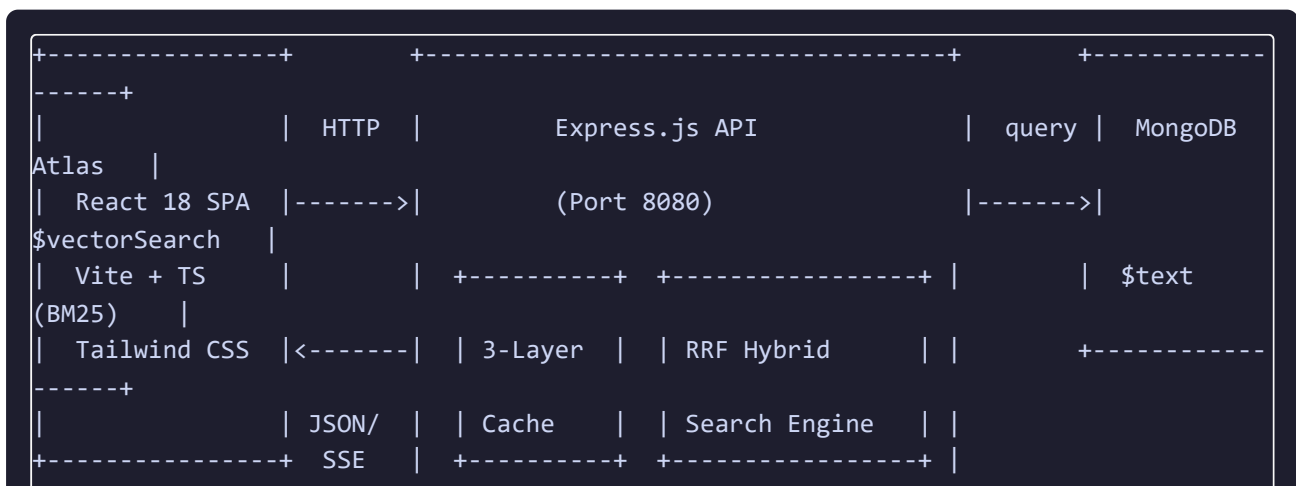 +----------------+       +--------------------------------+       +------------
------+
|                | HTTP  |        Express.js API           | query |  MongoDB
Atlas   |
|  React 18 SPA  |------->|        (Port 8080)              |------->|
$vectorSearch   |
|  Vite + TS     |       |  +----------+  +----------------+ |       |  $text
(BM25)    |
|  Tailwind CSS  |<-------|  | 3-Layer  |  | RRF Hybrid     | |       +------------
------+
|                | JSON/  |  | Cache    |  | Search Engine  | |
+----------------+  SSE   |  +----------+  +----------------+ |